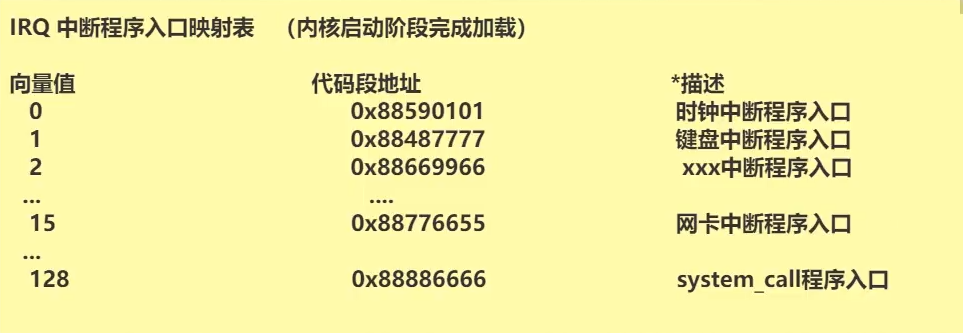 IRQ 中断程序入口映射表 （内核启动阶段完成加载）
向量值 代码段地址 *描述
0 0x88590101 时钟中断程序入口
1 0x88487777 键盘中断程序入口
2 0x88669966 xxx中断程序入口
... ....
15 0x88776655 网卡中断程序入口
...
128 0x88886666 system_call程序入口